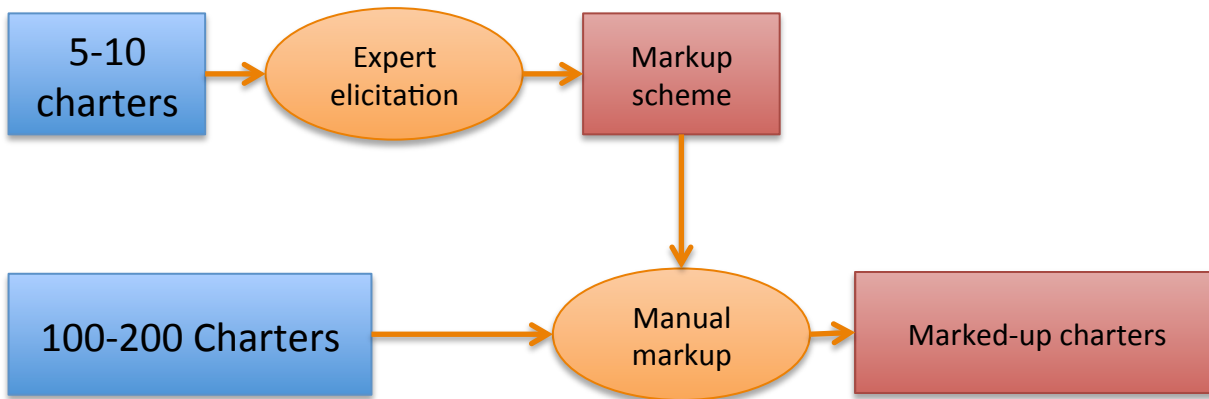 5-10
charters
Expert
elicitation
Markup
scheme
100-200 Charters
Manual
markup
Marked-up charters